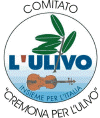 COMITATO
L'ULIVO
INSIEME PER L'ITALIA
"CREMONA PER L'ULIVO"